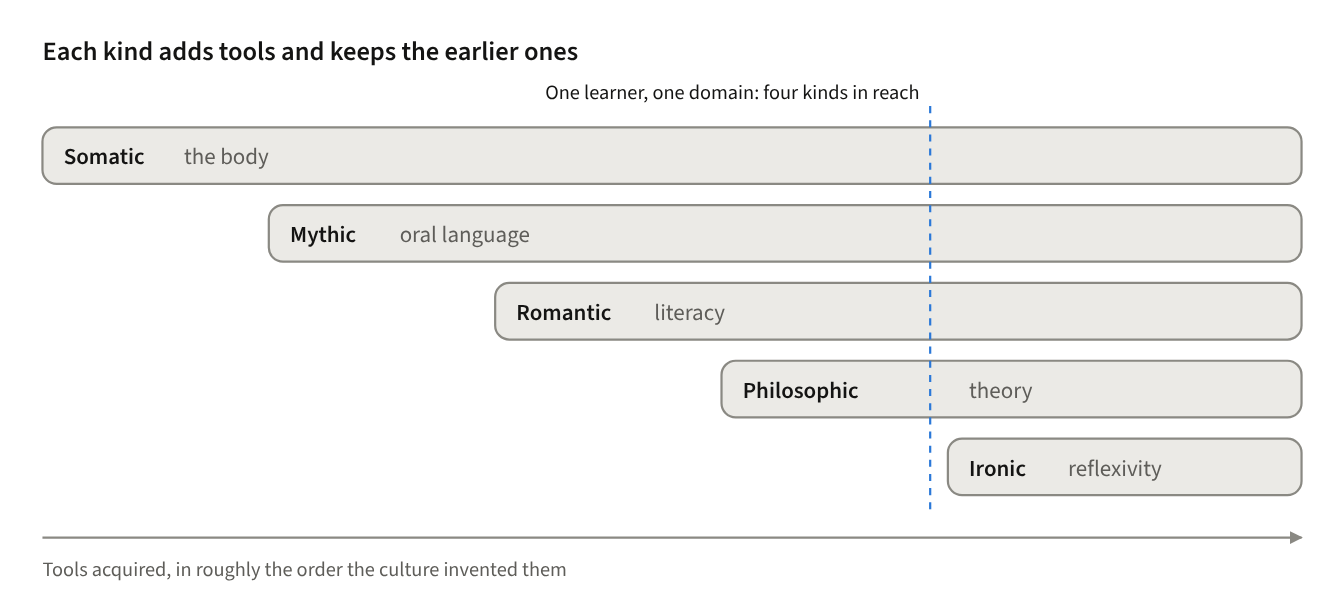 Each kind adds tools and keeps the earlier ones
One learner, one domain: four kinds in reach
Somatic the body
Mythic oral language
Romantic literacy
Philosophic theory
Ironic reflexivity
Tools acquired, in roughly the order the culture invented them